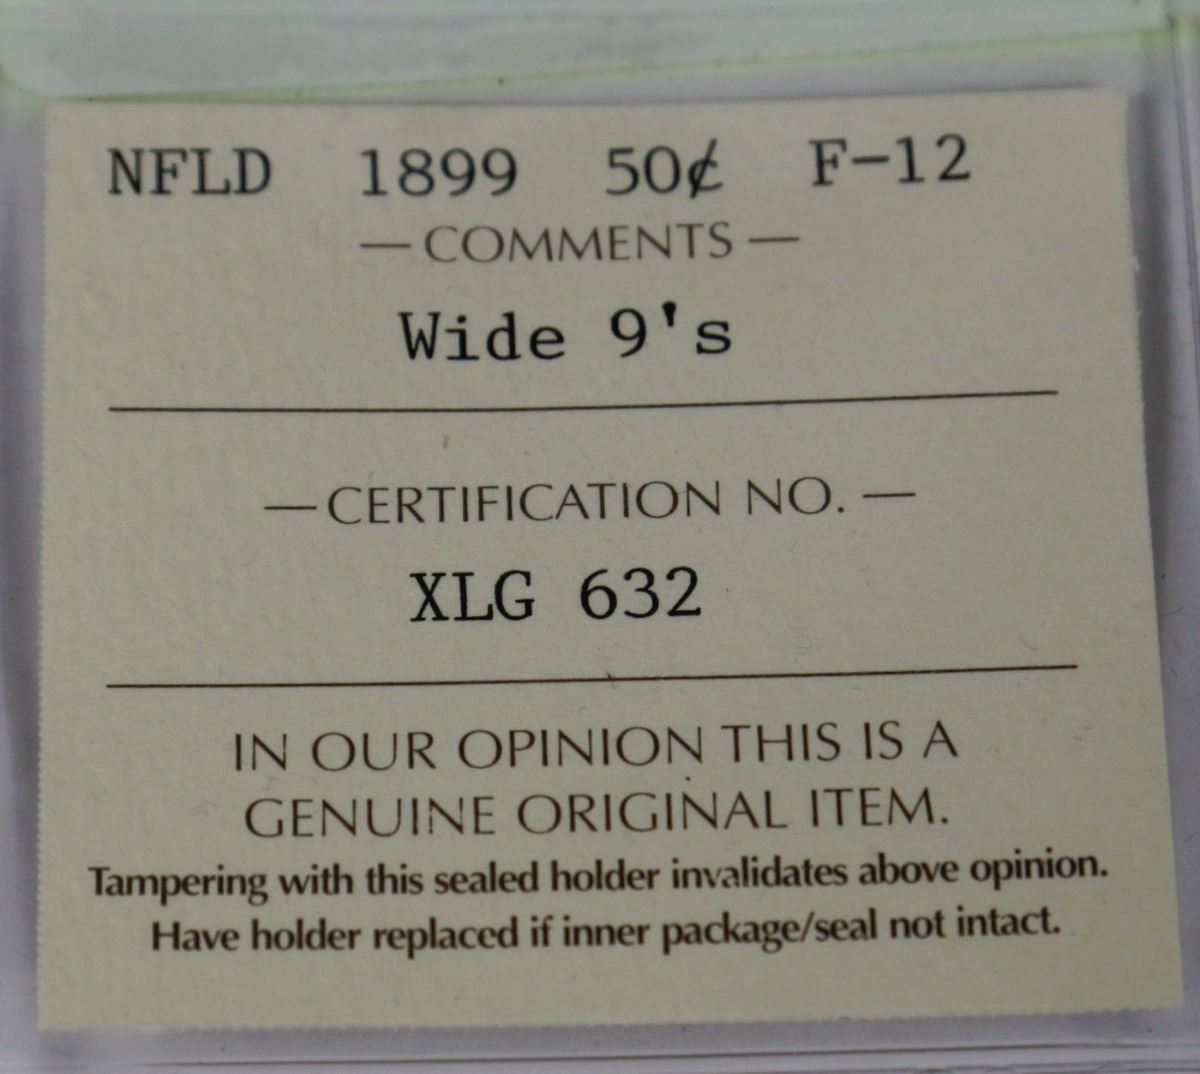 NFLD 1899 50¢ F-12
— COMMENTS —
Wide 9's
— CERTIFICATION NO. —
XLG 632
IN OUR OPINION THIS IS A
GENUINE ORIGINAL ITEM.
Tampering with this sealed holder invalidates above opinion.
Have holder replaced if inner package/seal not intact.